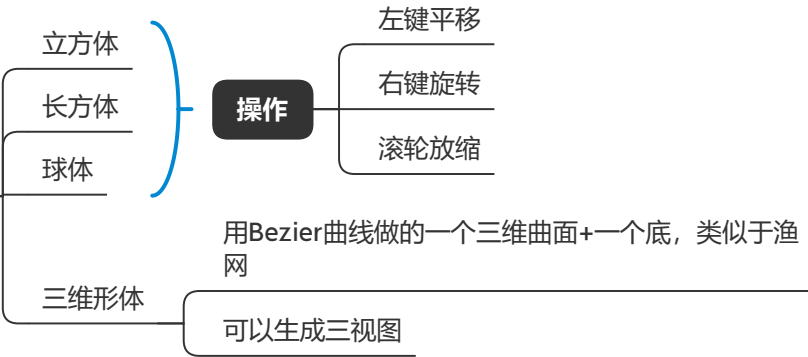 立方体
长方体
球体
操作
左键平移
右键旋转
滚轮放缩
三维形体
用Bezier曲线做的一个三维曲面+一个底，类似于渔
网
可以生成三视图